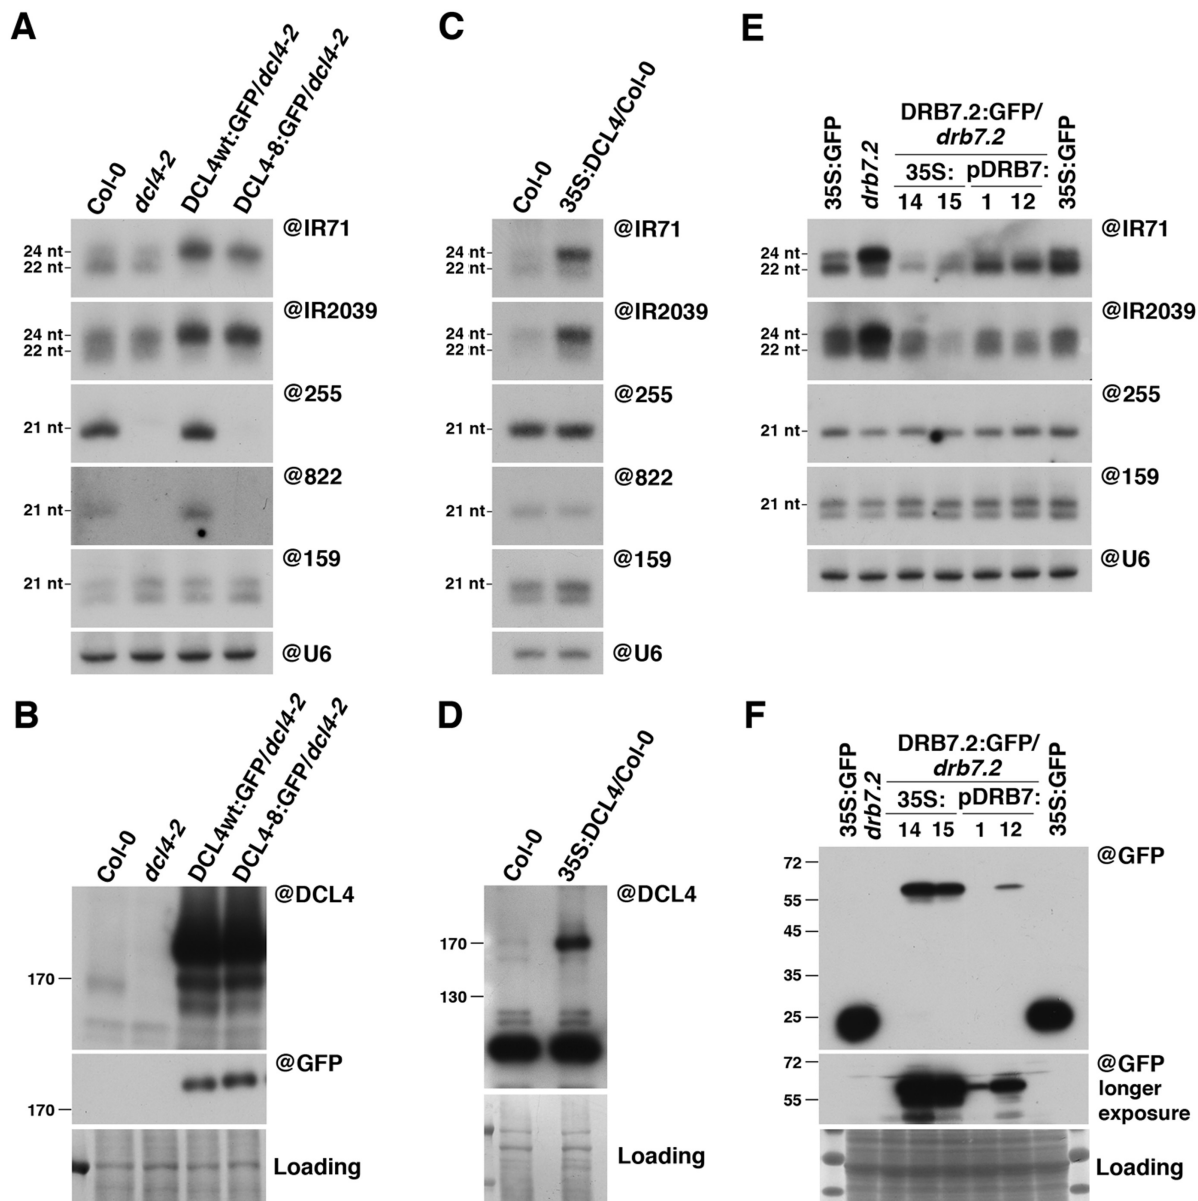 A
Col-0
dcl4-2
DCL4wt:GFP/dcl4-2
DCL4-8:GFP/dcl4-2
24 nt
22 nt
@IR71
24 nt
22 nt
@IR2039
21 nt
@255
21 nt
@822
21 nt
@159
@U6
B
Col-0
dcl4-2
DCL4wt:GFP/dcl4-2
DCL4-8:GFP/dcl4-2
@DCL4
170
@GFP
170
Loading
C
Col-0
35S:DCL4/Col-0
24 nt
22 nt
@IR71
24 nt
22 nt
@IR2039
21 nt
@255
21 nt
@822
21 nt
@159
@U6
D
Col-0
35S:DCL4/Col-0
@DCL4
170
130
Loading
E
35S:GFP
drb7.2
DRB7.2:GFP/
drb7.2
35S: pDRB7:
14 15 1 12
35S:GFP
24 nt
22 nt
@IR71
24 nt
22 nt
@IR2039
21 nt
@255
21 nt
@159
@U6
F
35S:GFP
drb7.2
DRB7.2:GFP/
drb7.2
35S: pDRB7:
14 15 1 12
35S:GFP
@GFP
72
55
45
35
25
72
55
@GFP
longer
exposure
Loading